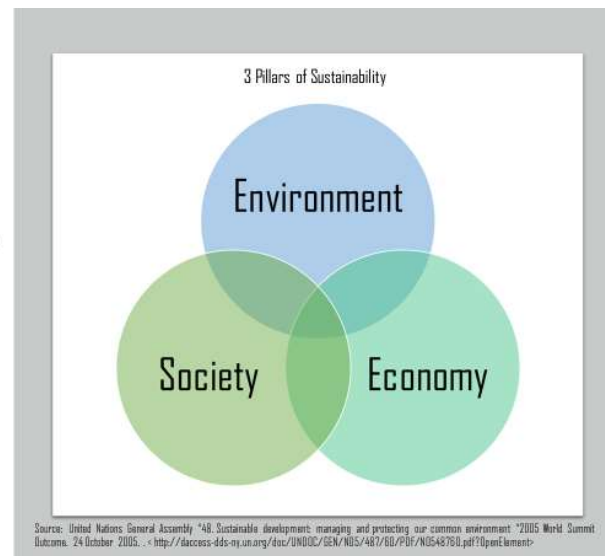 3 Pillars of Sustainability
Environment
Society
Economy
Source: United Nations General Assembly "48. Sustainable development: managing and protecting our common environment "2005 World Summit
Outcome. 24 October 2005. . < http://daccess-dds-ny.un.org/doc/UNDOC/GEN/N05/487/60/PDF/N0548760.pdf?OpenElement>